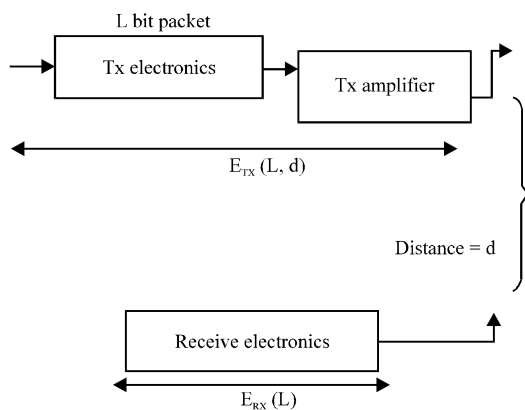 L bit packet
Tx electronics
Tx amplifier
E_TX (L, d)
Distance = d
Receive electronics
E_RX (L)